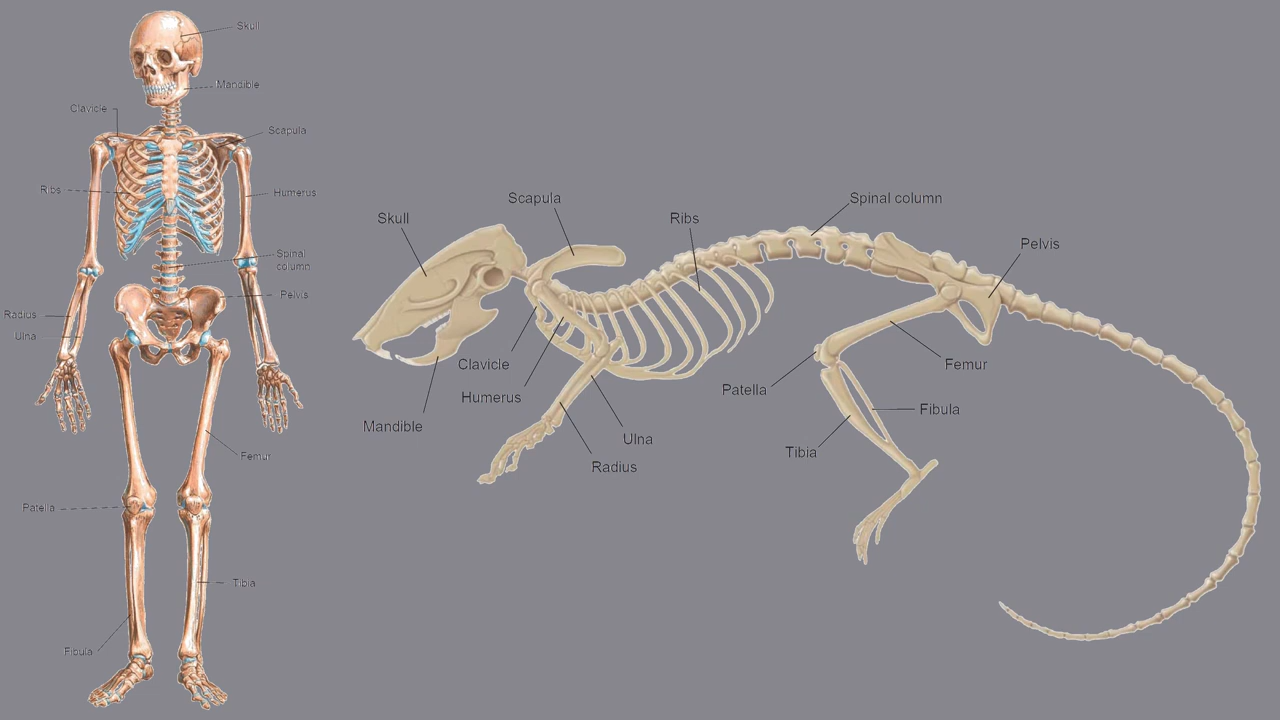 Skull
Mandible
Clavicle
Scapula
Ribs
Humerus
Spinal
column
Pelvis
Radius
Ulna
Femur
Patella
Tibia
Fibula
Skull
Scapula
Ribs
Spinal column
Pelvis
Clavicle
Humerus
Mandible
Ulna
Radius
Patella
Femur
Fibula
Tibia